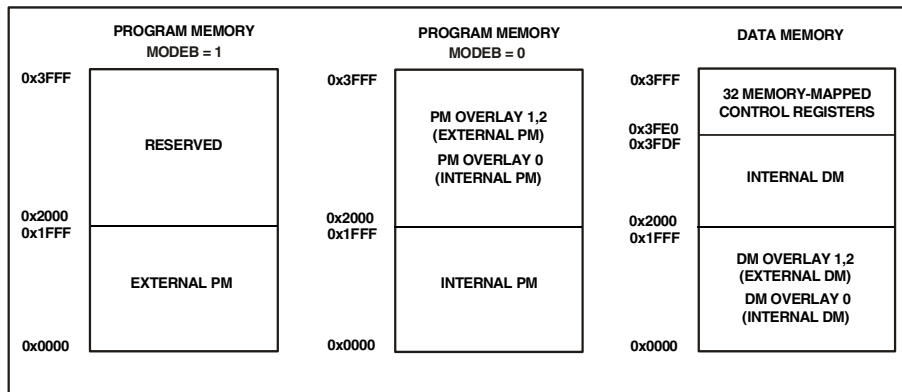 PROGRAM MEMORY
MODEB = 1
0x3FFF
RESERVED
0x2000
0x1FFF
EXTERNAL PM
0x0000
PROGRAM MEMORY
MODEB = 0
0x3FFF
PM OVERLAY 1,2
(EXTERNAL PM)
PM OVERLAY 0
(INTERNAL PM)
0x2000
0x1FFF
INTERNAL PM
0x0000
DATA MEMORY
0x3FFF
32 MEMORY-MAPPED
CONTROL REGISTERS
0x3FE0
0x3FDF
INTERNAL DM
0x2000
0x1FFF
DM OVERLAY 1,2
(EXTERNAL DM)
DM OVERLAY 0
(INTERNAL DM)
0x0000